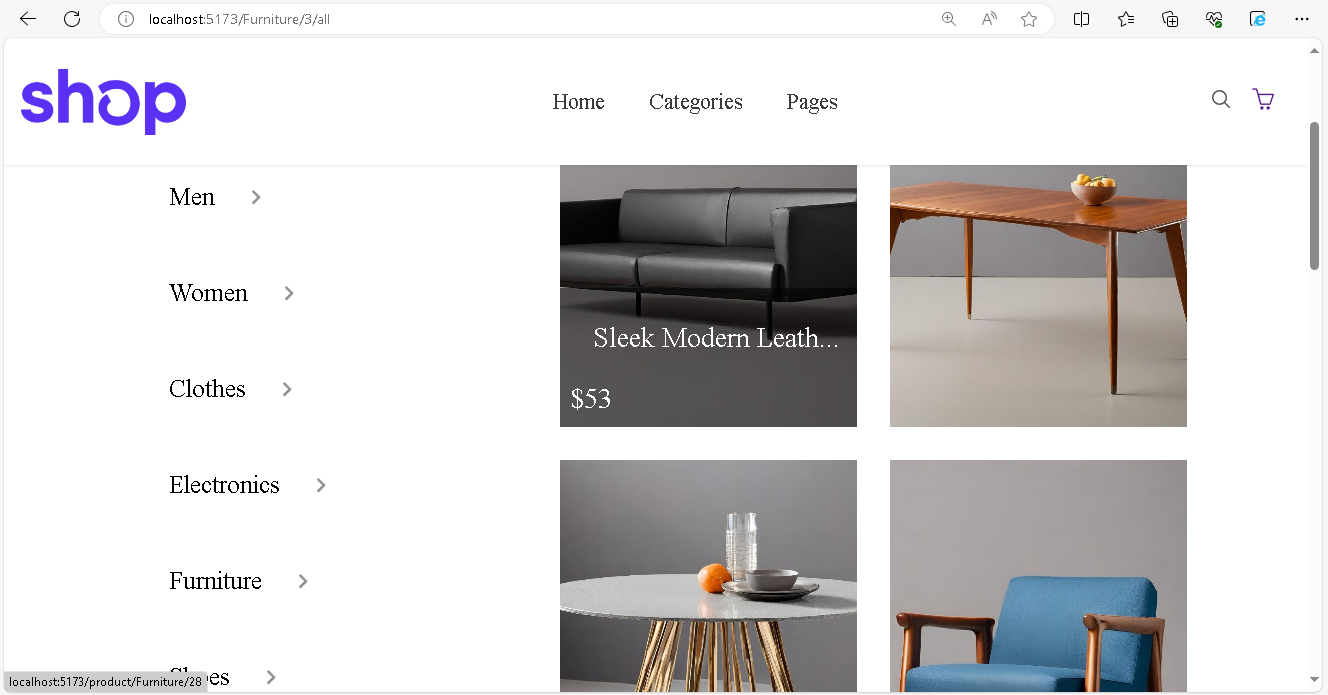 localhost:5173/Furniture/3/all
shop
Home Categories Pages
Men
Women
Clothes
Electronics
Furniture
Sleek Modern Leath...
$53
localhost:5173/product/Furniture/28